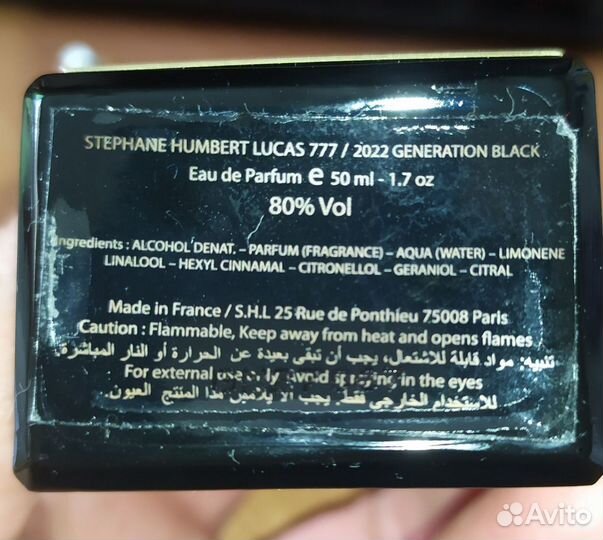 STEPHANE HUMBERT LUCAS 777 / 2022 GENERATION BLACK
Eau de Parfum e 50 ml - 1.7 oz
80% Vol
Ingredients : ALCOHOL DENAT. – PARFUM (FRAGRANCE) – AQUA (WATER) – LIMONENE
LINALOOL – HEXYL CINNAMAL – CITRONELLOL – GERANIOL – CITRAL
Made in France / S.H.L 25 Rue de Ponthieu 75008 Paris
Caution : Flammable, Keep away from heat and opens flames
تنبيه: مواد قابلة للاشتعال، يجب أن تبقى بعيدة عن الحرارة أو النار المباشرة.
For external use only Avoid spraying in the eyes
للاستخدام الخارجي فقط، يجب ألا يلامس هذا المنتج العيون.
Avito